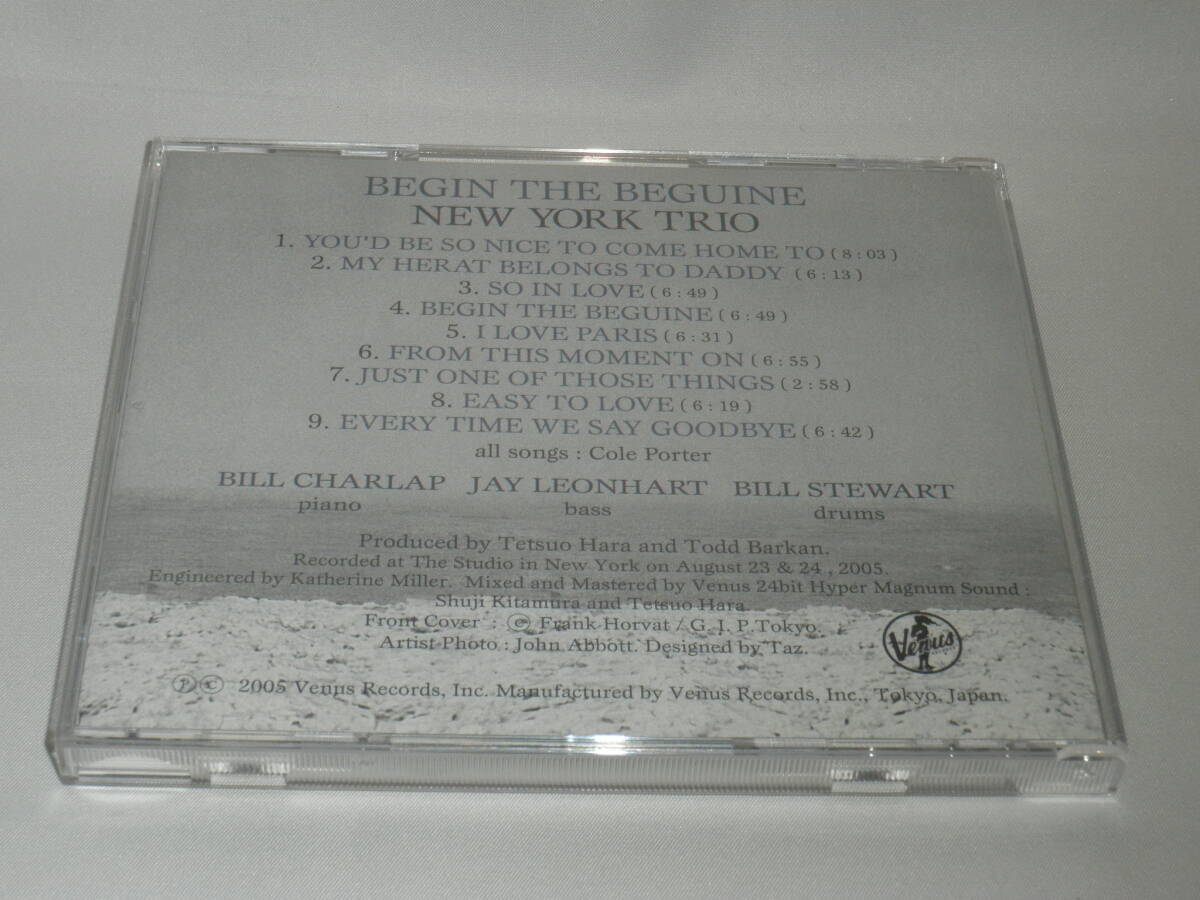 BEGIN THE BEGUINE
NEW YORK TRIO
1. YOU'D BE SO NICE TO COME HOME TO ( 8 : 03 )
2. MY HERAT BELONGS TO DADDY ( 6 : 13 )
3. SO IN LOVE ( 6 : 49 )
4. BEGIN THE BEGUINE ( 6 : 49 )
5. I LOVE PARIS ( 6 : 31 )
6. FROM THIS MOMENT ON ( 6 : 55 )
7. JUST ONE OF THOSE THINGS ( 2 : 58 )
8. EASY TO LOVE ( 6 : 19 )
9. EVERY TIME WE SAY GOODBYE ( 6 : 42 )
all songs : Cole Porter
BILL CHARLAP JAY LEONHART BILL STEWART
piano bass drums
Produced by Tetsuo Hara and Todd Barkan.
Recorded at The Studio in New York on August 23 & 24 , 2005.
Engineered by Katherine Miller. Mixed and Mastered by Venus 24bit Hyper Magnum Sound :
Shuji Kitamura and Tetsuo Hara
Front Cover : © Frank Horvat / G. I. P. Tokyo.
Artist Photo : John Abbott. Designed by Taz.
Venus
℗ © 2005 Venus Records, Inc. Manufactured by Venus Records, Inc., Tokyo, Japan.